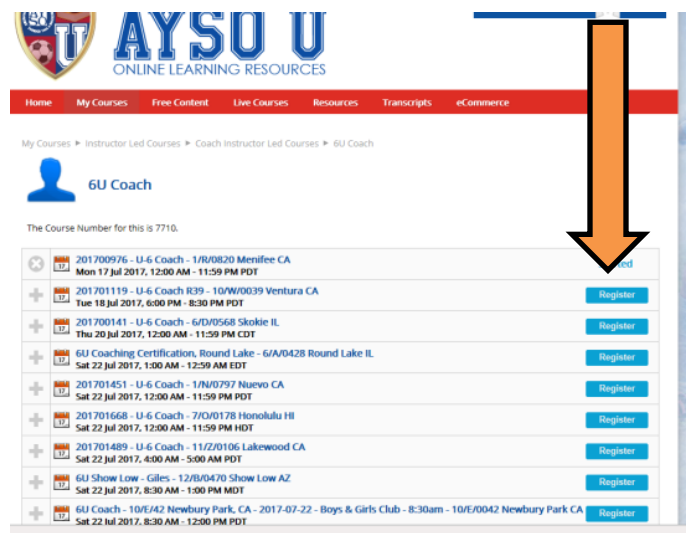 AYSO U
ONLINE LEARNING RESOURCES
Home My Courses Free Content Live Courses Resources Transcripts eCommerce
My Courses ► Instructor Led Courses ► Coach Instructor Led Courses ► 6U Coach
6U Coach
The Course Number for this is 7710.
201700976 - U-6 Coach - 1/R/0820 Menifee CA
Mon 17 Jul 2017, 12:00 AM - 11:59 PM PDT
201701119 - U-6 Coach R39 - 10/W/0039 Ventura CA
Tue 18 Jul 2017, 6:00 PM - 8:30 PM PDT
Register
201700141 - U-6 Coach - 6/D/0568 Skokie IL
Thu 20 Jul 2017, 12:00 AM - 11:59 PM CDT
Register
6U Coaching Certification, Round Lake - 6/A/0428 Round Lake IL
Sat 22 Jul 2017, 1:00 AM - 12:59 AM EDT
Register
201701451 - U-6 Coach - 1/N/0797 Nuevo CA
Sat 22 Jul 2017, 12:00 AM - 11:59 PM PDT
Register
201701668 - U-6 Coach - 7/O/0178 Honolulu HI
Sat 22 Jul 2017, 12:00 AM - 11:59 PM HDT
Register
201701489 - U-6 Coach - 11/Z/0106 Lakewood CA
Sat 22 Jul 2017, 4:00 AM - 5:00 AM PDT
Register
6U Show Low - Giles - 12/B/0470 Show Low AZ
Sat 22 Jul 2017, 8:30 AM - 1:00 PM MDT
Register
6U Coach - 10/E/42 Newbury Park, CA - 2017-07-22 - Boys & Girls Club - 8:30am - 10/E/0042 Newbury Park CA
Sat 22 Jul 2017, 8:30 AM - 12:00 PM PDT
Register